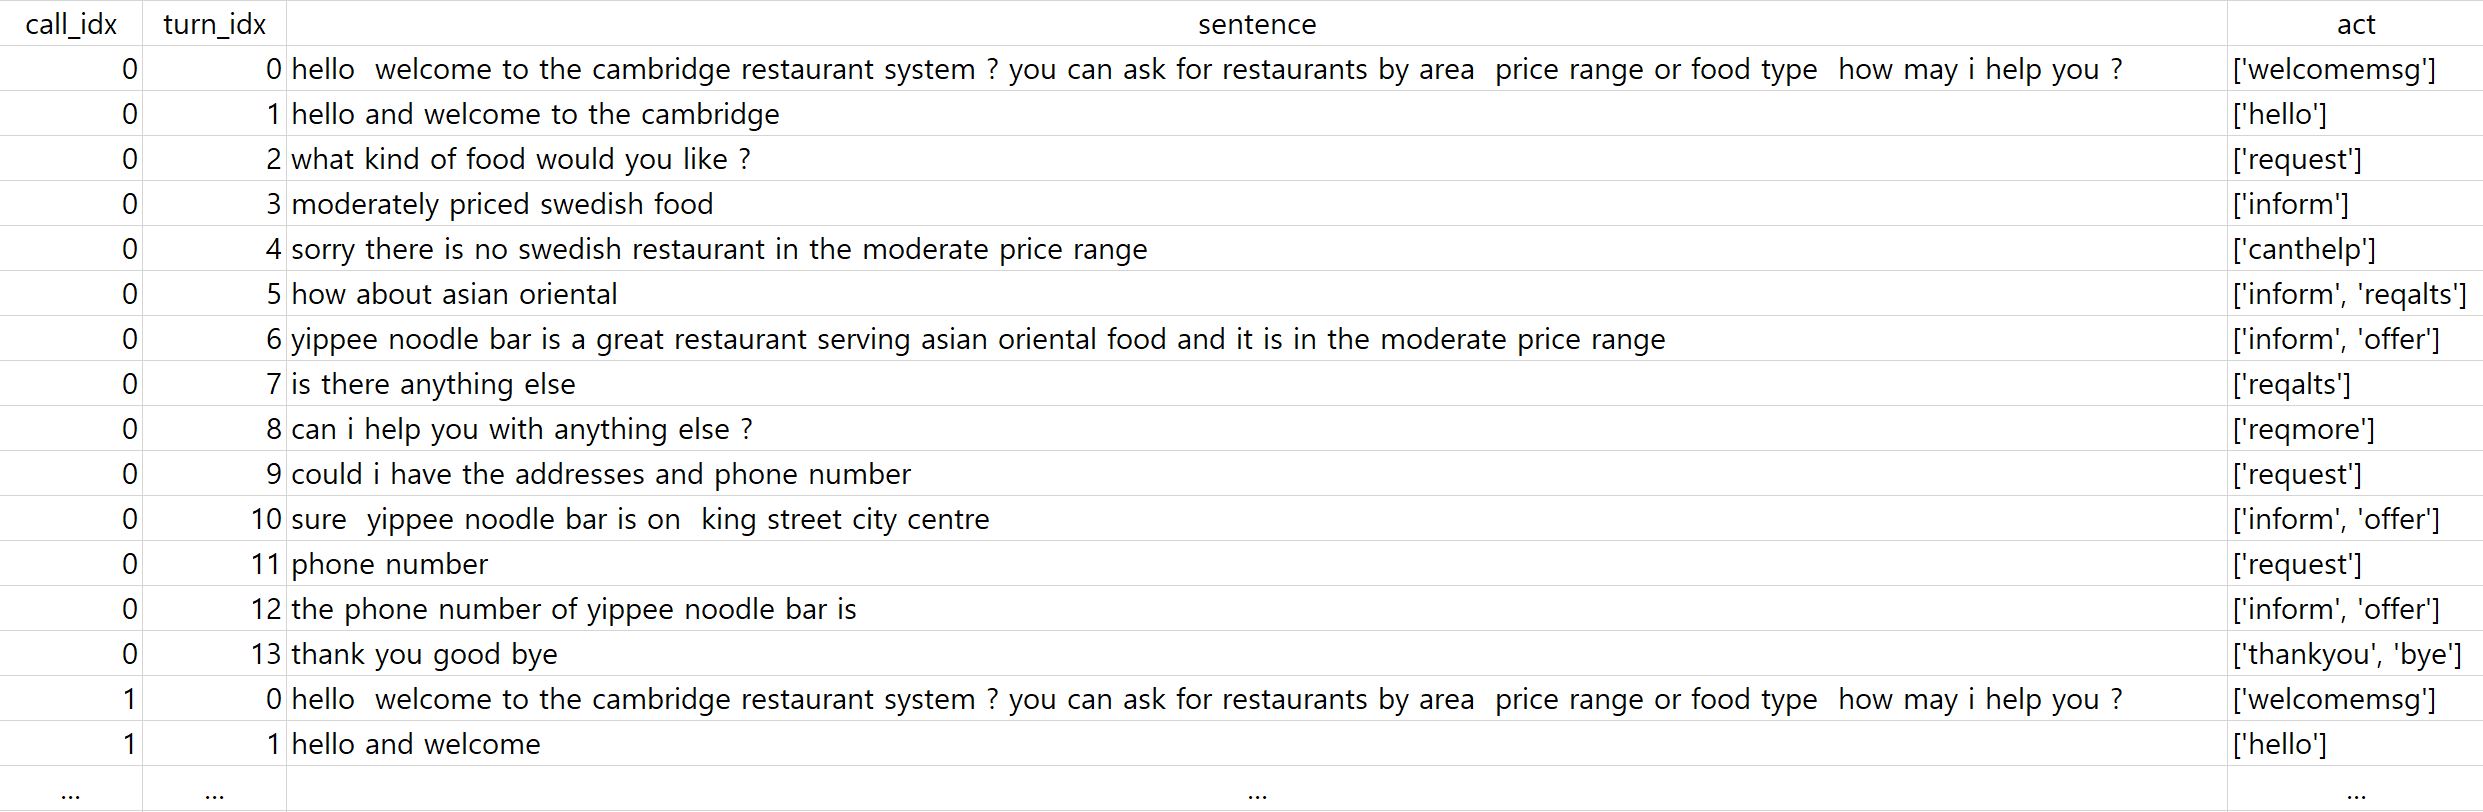 call_idx turn_idx sentence act
0 0 hello  welcome to the cambridge restaurant system ? you can ask for restaurants by area  price range or food type  how may i help you ? ['welcomemsg']
0 1 hello and welcome to the cambridge ['hello']
0 2 what kind of food would you like ? ['request']
0 3 moderately priced swedish food ['inform']
0 4 sorry there is no swedish restaurant in the moderate price range ['canthelp']
0 5 how about asian oriental ['inform', 'reqalts']
0 6 yippee noodle bar is a great restaurant serving asian oriental food and it is in the moderate price range ['inform', 'offer']
0 7 is there anything else ['reqalts']
0 8 can i help you with anything else ? ['reqmore']
0 9 could i have the addresses and phone number ['request']
0 10 sure  yippee noodle bar is on  king street city centre ['inform', 'offer']
0 11 phone number ['request']
0 12 the phone number of yippee noodle bar is ['inform', 'offer']
0 13 thank you good bye ['thankyou', 'bye']
1 0 hello  welcome to the cambridge restaurant system ? you can ask for restaurants by area  price range or food type  how may i help you ? ['welcomemsg']
1 1 hello and welcome ['hello']
... ... ... ...